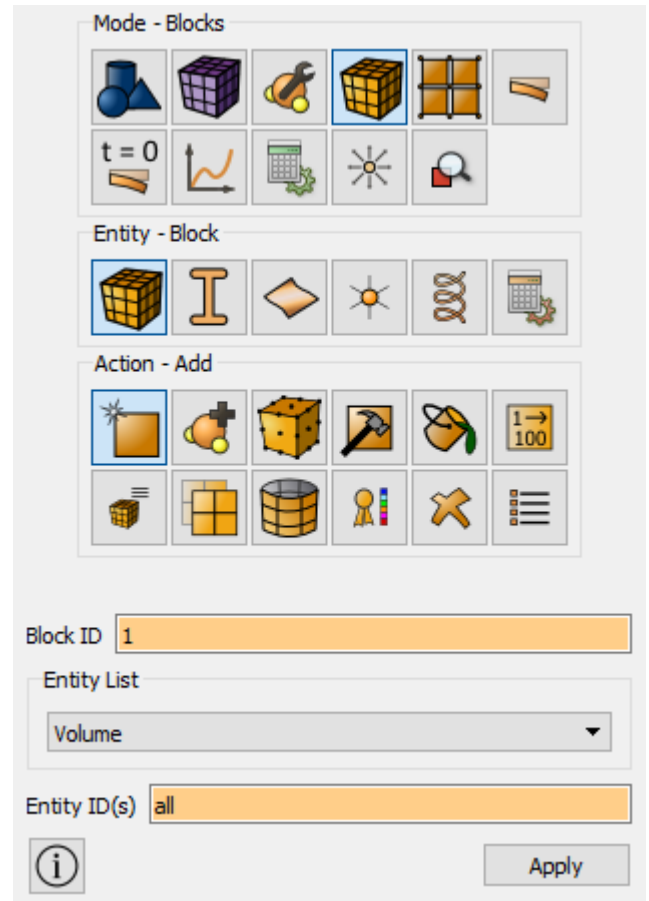 Mode - Blocks
t = 0
Entity - Block
Action - Add
1→
100
Block ID 1
Entity List
Volume
Entity ID(s) all
i
Apply